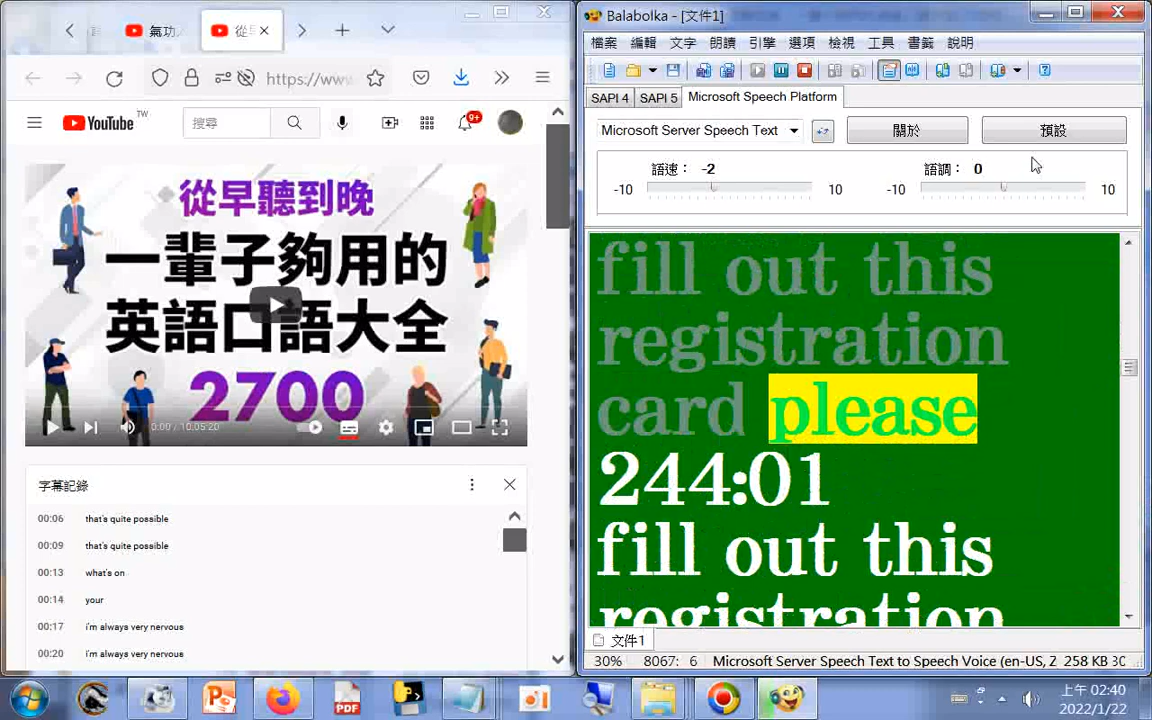 氣功
從
https://www
YouTube TW
搜尋
9+
從早聽到晚
一輩子夠用的
英語口語大全
2700
0:00 / 10:05:20
字幕記錄
00:06 that's quite possible
00:09 that's quite possible
00:13 what's on
00:14 your
00:17 i'm always very nervous
00:20 i'm always very nervous
Balabolka - [文件1]
檔案 編輯 文字 朗讀 引擎 選項 檢視 工具 書籤 說明
SAPI 4 SAPI 5 Microsoft Speech Platform
Microsoft Server Speech Text 關於 預設
語速： -2 語調： 0
-10 10 -10 10
fill out this
registration
card please
244:01
fill out this
registration
文件1
30% 8067: 6 Microsoft Server Speech Text to Speech Voice (en-US, Z 258 KB
上午 02:40
2022/1/22